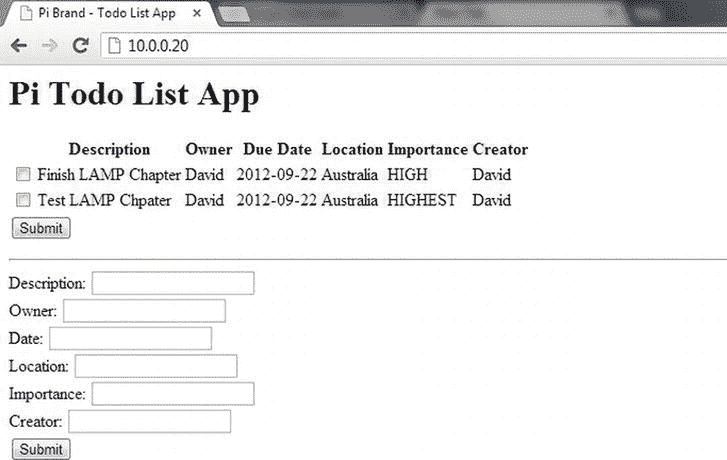 Pi Brand - Todo List App
10.0.0.20
Pi Todo List App
Description Owner Due Date Location Importance Creator
Finish LAMP Chapter David 2012-09-22 Australia HIGH David
Test LAMP Chpater David 2012-09-22 Australia HIGHEST David
Submit
Description:
Owner:
Date:
Location:
Importance:
Creator:
Submit